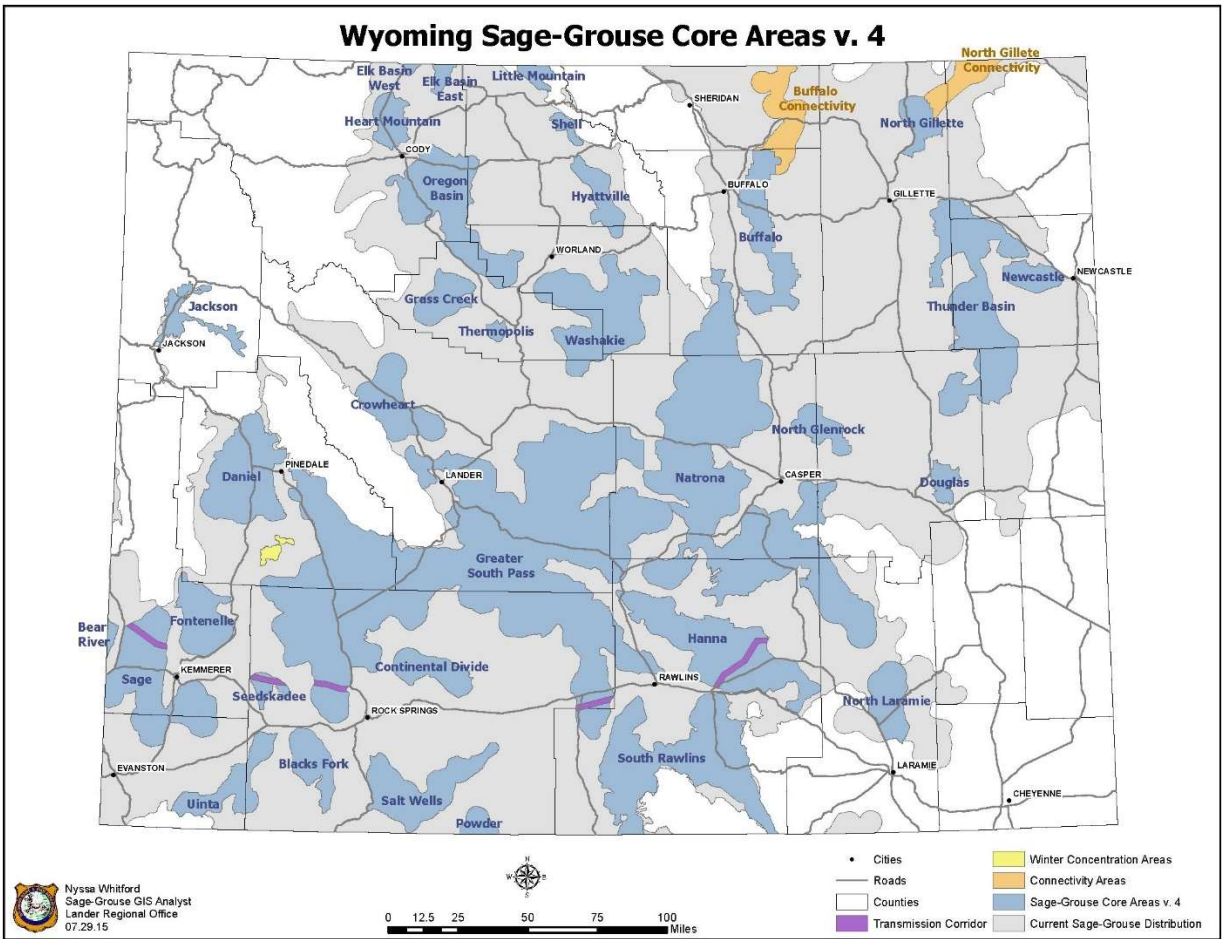 Wyoming Sage-Grouse Core Areas v. 4
North Gillete
Connectivity
Elk Basin
West
Elk Basin
East
Little Mountain
Buffalo
Connectivity
SHERIDAN
Heart Mountain
Shell
North Gillette
CODY
Oregon
Basin
Hyattville
BUFFALO
GILLETTE
Buffalo
WORLAND
NEWCASTLE
Newcastle
Grass Creek
Thunder Basin
Jackson
Thermopolis
Washakie
JACKSON
Crowheart
North Glenrock
PINEDALE
Daniel
LANDER
Natrona
CASPER
Douglas
Greater
South Pass
Bear
River
Fontenelle
Hanna
Continental Divide
KEMMERER
Sage
Seedskadee
RAWLINS
North Laramie
ROCK SPRINGS
South Rawlins
EVANSTON
Blacks Fork
LARAMIE
Uinta
Salt Wells
CHEYENNE
Powder
Nyssa Whitford
Sage-Grouse GIS Analyst
Lander Regional Office
07.29.15
N
W E
S
0 12.5 25 50 75 100
Miles
Cities
Roads
Counties
Transmission Corridor
Winter Concentration Areas
Connectivity Areas
Sage-Grouse Core Areas v. 4
Current Sage-Grouse Distribution